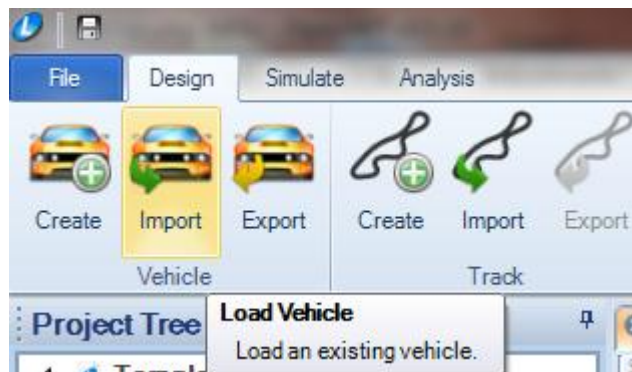 File Design Simulate Analysis
Create Import Export Create Import Export
Vehicle Track
Project Tree
Load Vehicle
Load an existing vehicle.